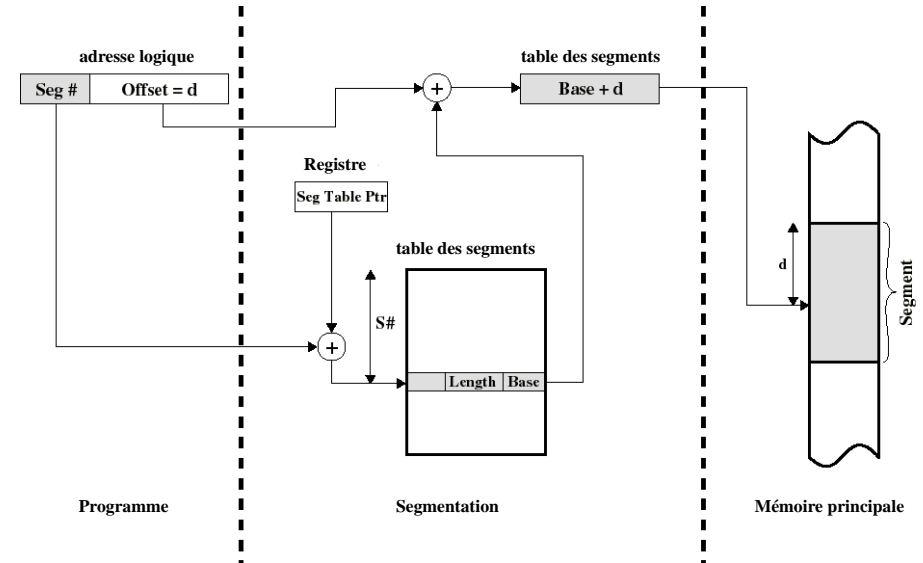 adresse logique
table des segments
Seg # Offset = d
+
Base + d
Registre
Seg Table Ptr
table des segments
d
Segment
S#
+
Length Base
Programme
Segmentation
Mémoire principale